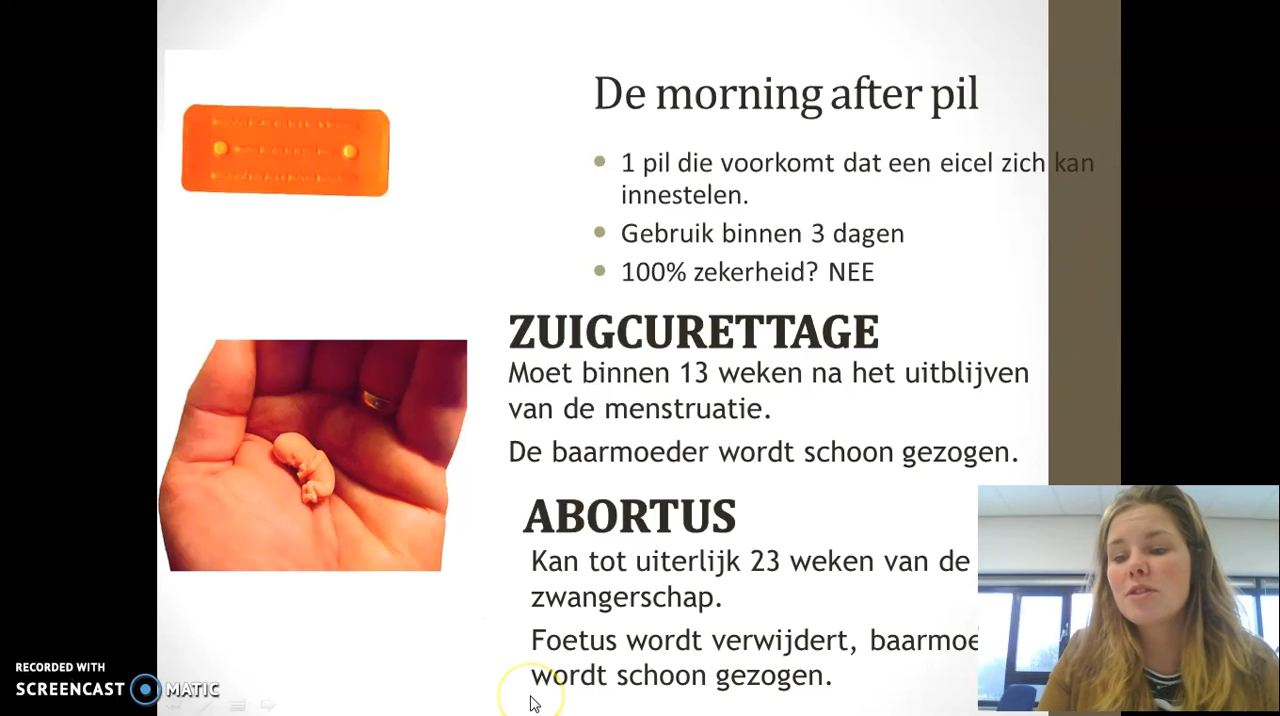 De morning after pil
1 pil die voorkomt dat een eicel zich kan
innestelen.
Gebruik binnen 3 dagen
100% zekerheid? NEE
ZUIGCURETTAGE
Moet binnen 13 weken na het uitblijven
van de menstruatie.
De baarmoeder wordt schoon gezogen.
ABORTUS
Kan tot uiterlijk 23 weken van de
zwangerschap.
Foetus wordt verwijdert,
wordt schoon gezogen.
RECORDED WITH
SCREENCAST MATIC